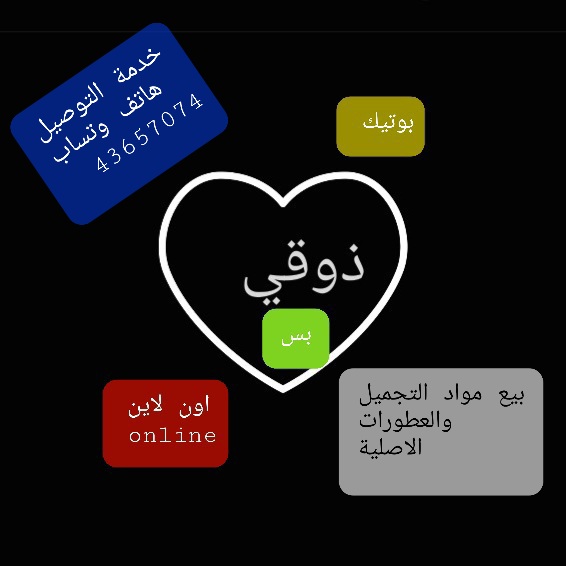 خدمة التوصيل
هاتف وتساب
43657074
بوتيك
ذوقي
بس
اون لاين
online
بيع مواد التجميل
والعطورات
الاصلية